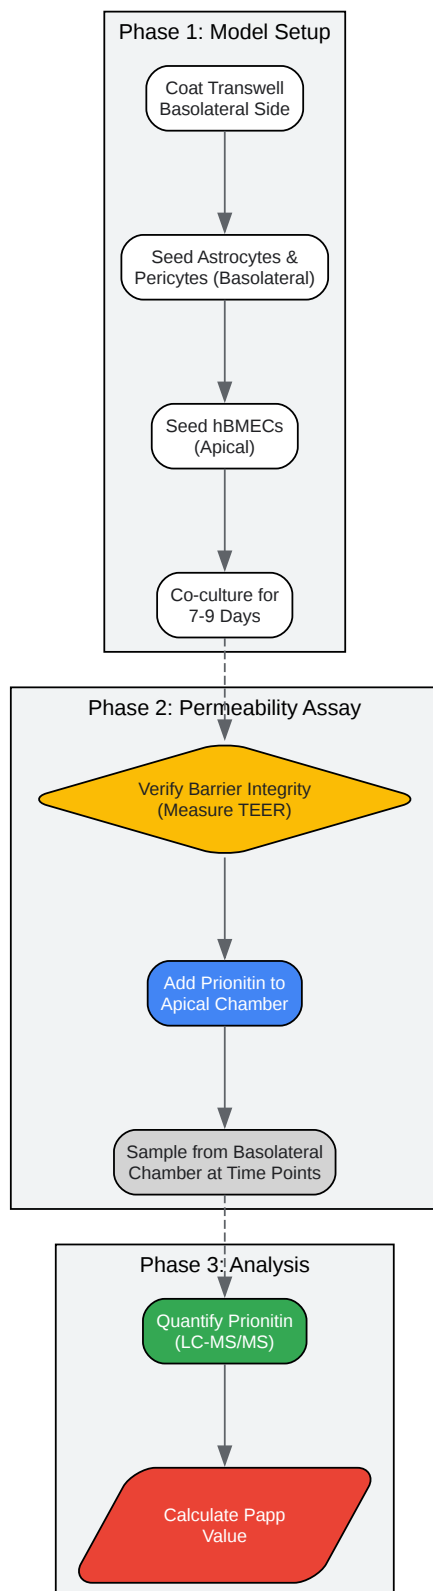 Phase 1: Model Setup
Coat Transwell
Basolateral Side
Seed Astrocytes &
Pericytes (Basolateral)
Seed hBMECs
(Apical)
Co-culture for
7-9 Days
Phase 2: Permeability Assay
Verify Barrier Integrity
(Measure TEER)
Add Prionitin to
Apical Chamber
Sample from Basolateral
Chamber at Time Points
Phase 3: Analysis
Quantify Prionitin
(LC-MS/MS)
Calculate Papp
Value